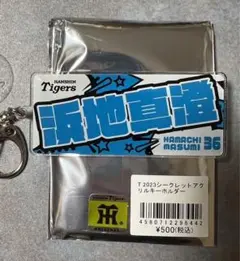 HANSHIN
Tigers
浜地真澄
HAMACHI
MASUMI 36
T 2023シークレットアク
リルキーホルダー
4560712298442
¥500(税込)